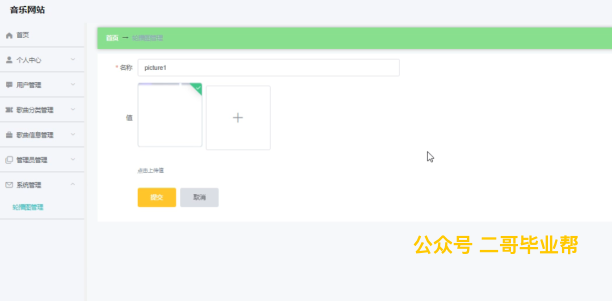 音乐网站
首页
个人中心
用户管理
歌曲分类管理
歌曲信息管理
管理员管理
系统管理
轮播图管理
首页 轮播图管理
* 名称 picture1
值
点击上传值
提交 取消
公众号 二哥毕业帮